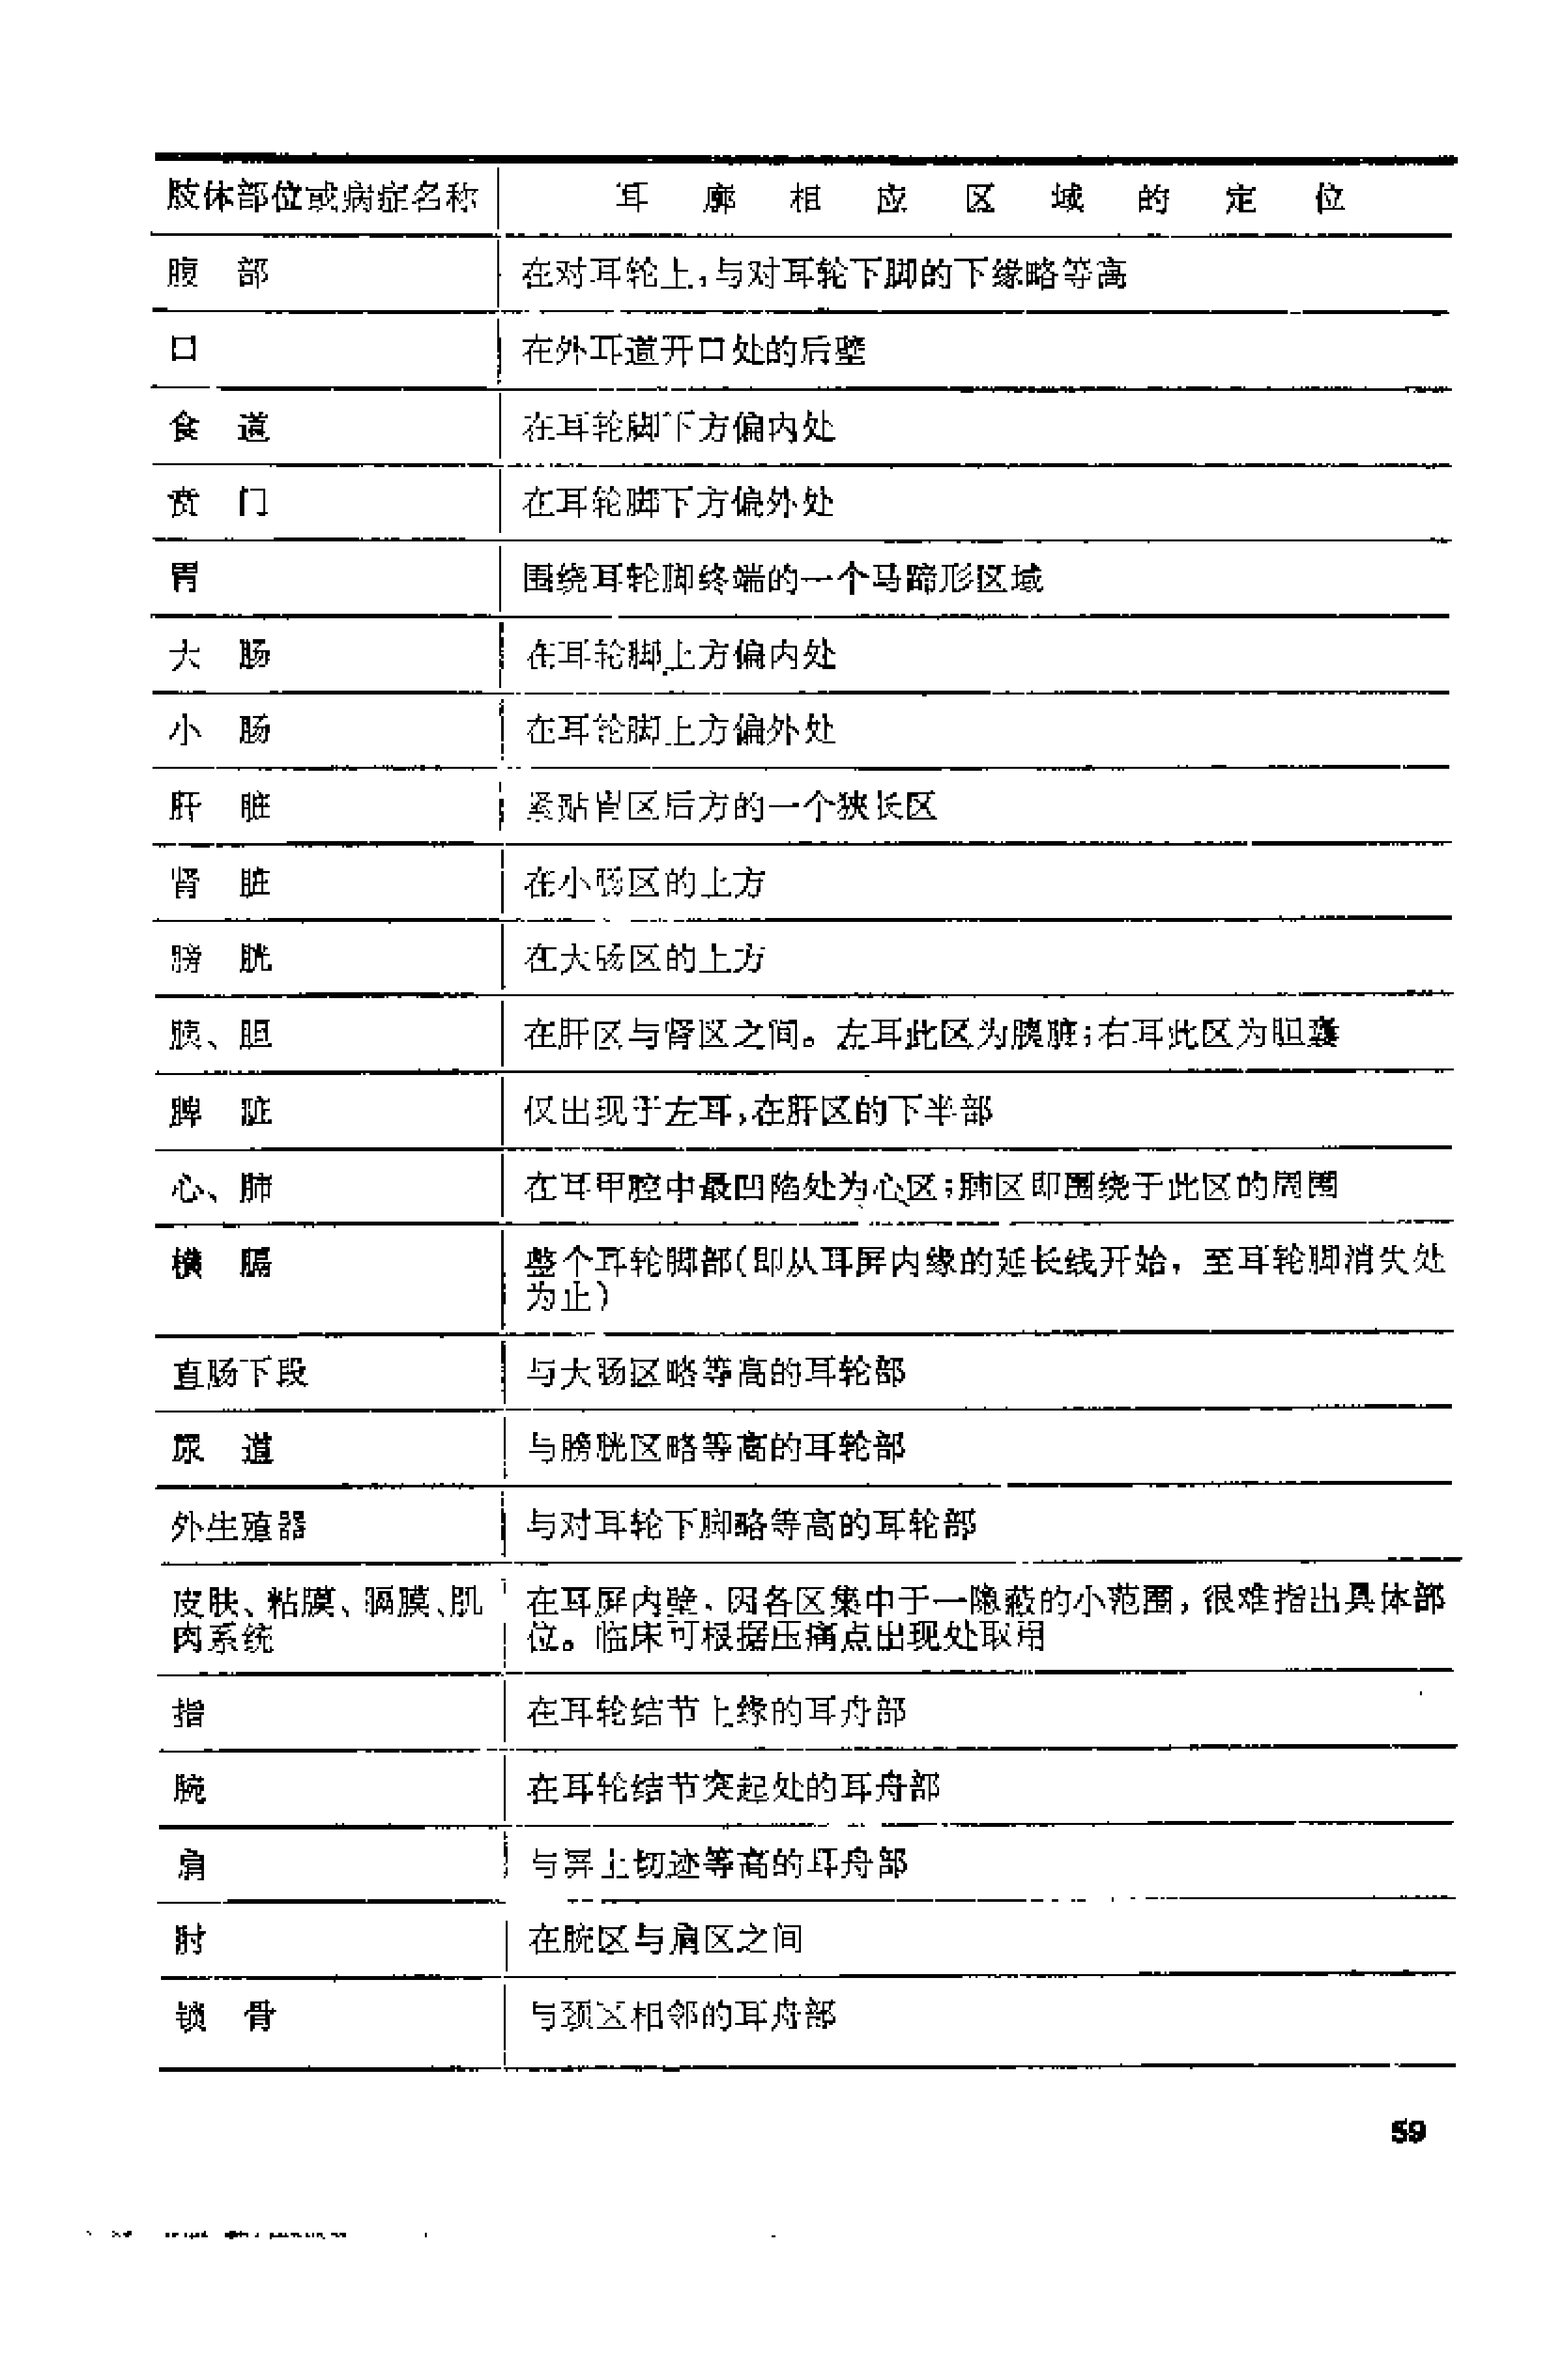 肢体部位或病症名称 耳廓相应区域的定位
腹部 在对耳轮上,与对耳轮下脚的下缘略等高
口 在外耳道开口处的后壁
食道 在耳轮脚下方偏内处
贲门 在耳轮脚下方偏外处
胃 围绕耳轮脚终端的一个马蹄形区域
大肠 在耳轮脚上方偏内处
小肠 在耳轮脚上方偏外处
肝脏 紧贴胃区后方的一个狭长区
肾脏 在小肠区的上方
膀胱 在大肠区的上方
胰、胆 在肝区与肾区之间。左耳此区为胰脏;右耳此区为胆囊
脾脏 仅出现于左耳,在肝区的下半部
心、肺 在耳甲腔中最凹陷处为心区;肺区即围绕于此区的周围
横膈 整个耳轮脚部(即从耳屏内缘的延长线开始,至耳轮脚消失处
为止)
直肠下段 与大肠区略等高的耳轮部
尿道 与膀胱区略等高的耳轮部
外生殖器 与对耳轮下脚略等高的耳轮部
皮肤、粘膜、膈膜、肌 在耳屏内壁、因各区集中于一隐蔽的小范围,很难指出具体部
肉系统 位。临床可根据压痛点出现处取用
指 在耳轮结节上缘的耳舟部
腕 在耳轮结节突起处的耳舟部
肩 与屏上切迹等高的耳舟部
肘 在腕区与肩区之间
锁骨 与颈区相邻的耳舟部
59